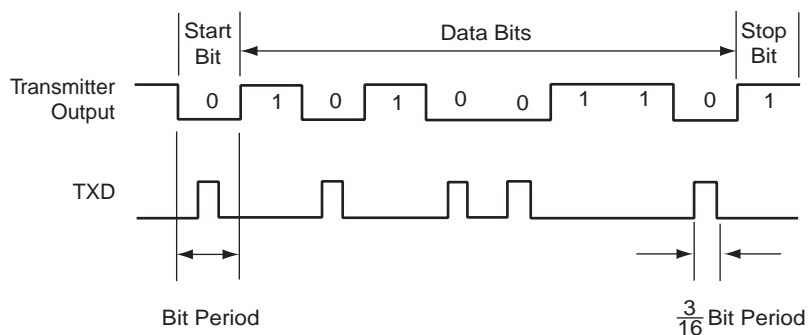 Start
Bit
Data Bits
Stop
Bit
Transmitter
Output
0 1 0 1 0 0 1 1 0 1
TXD
Bit Period
3
16 Bit Period